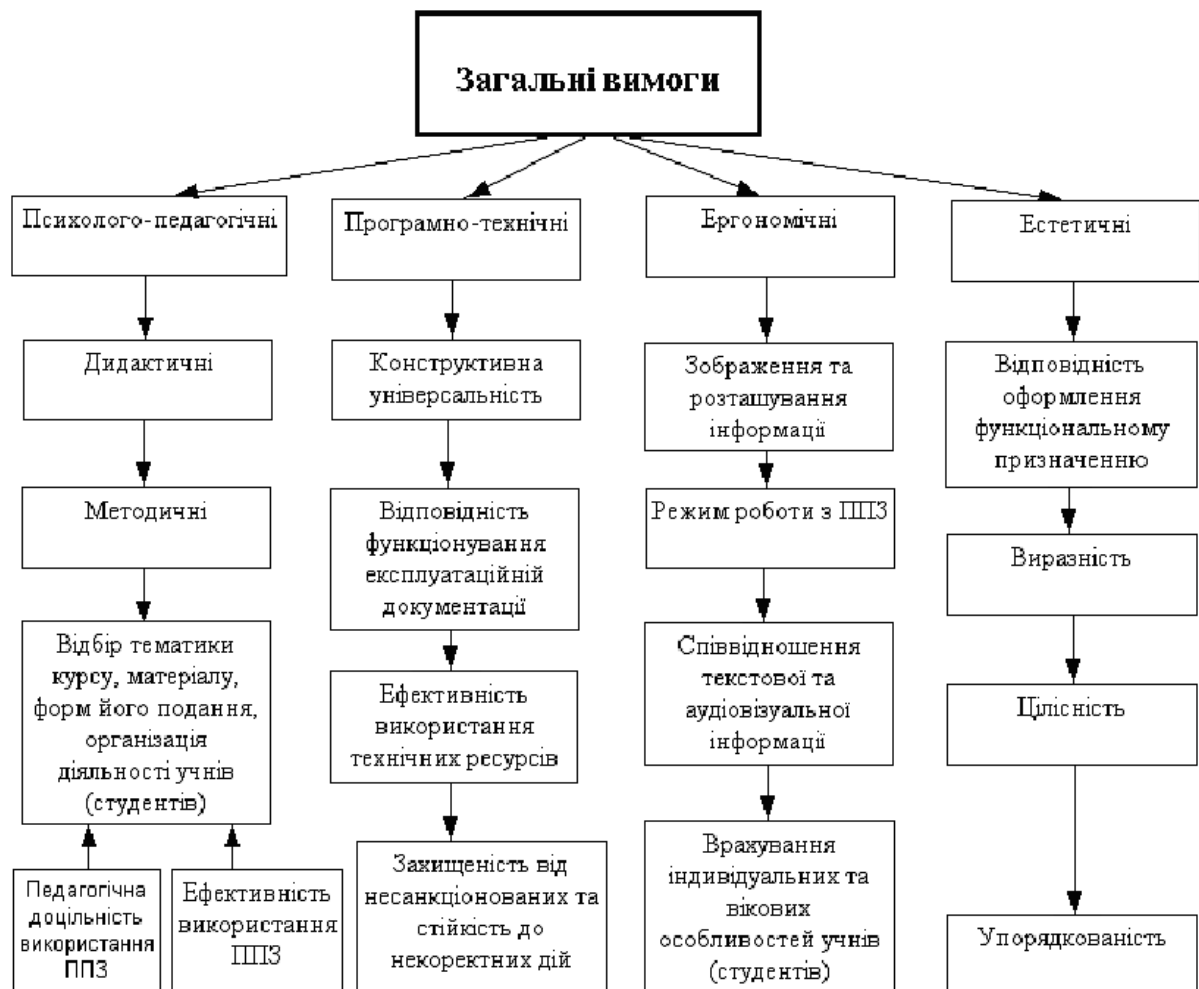 Загальні вимоги
Психолого-педагогічні
Програмно-технічні
Ергономічні
Естетичні
Дидактичні
Конструктивна
універсальність
Зображення та
розташування
інформації
Відповідність
оформлення
функціональному
призначенню
Методичні
Відповідність
функціонування
експлуатаційній
документації
Режим роботи з ППЗ
Виразність
Відбір тематики
курсу, матеріалу,
форм його подання,
організація
діяльності учнів
(студентів)
Ефективність
використання
технічних ресурсів
Співвідношення
текстової та
аудіовізуальної
інформації
Цілісність
Педагогічна
доцільність
використання
ППЗ
Ефективність
використання
ППЗ
Захищеність від
несанкціонованих та
стійкість до
некоректних дій
Врахування
індивідуальних та
вікових
особливостей учнів
(студентів)
Упорядкованість